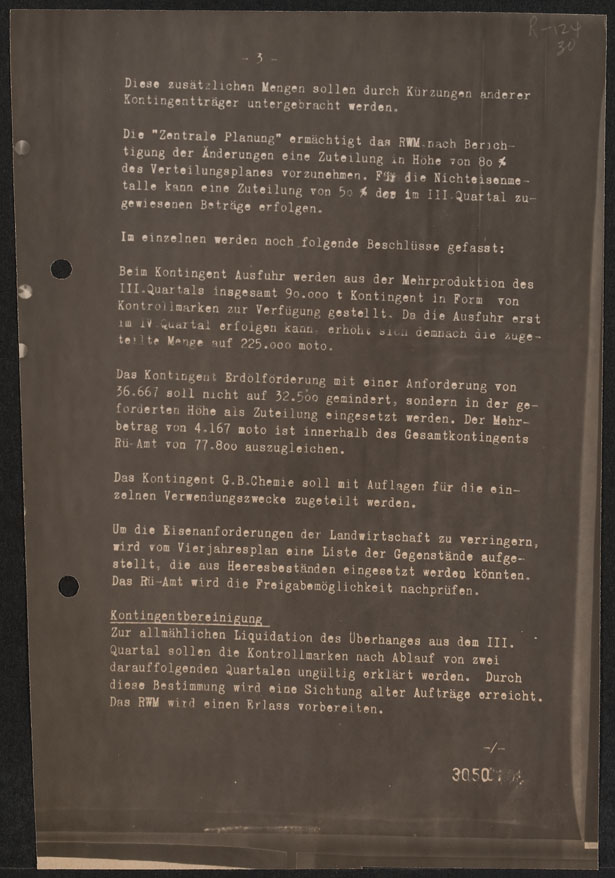 R-124
30
- 3 -
Diese zusätzlichen Mengen sollen durch Kürzungen anderer
Kontingentträger untergebracht werden.
Die "Zentrale Planung" ermächtigt das RWM nach Berich-
tigung der Änderungen eine Zuteilung in Höhe von 80 %
des Verteilungsplanes vorzunehmen. Für die Nichteisenme-
talle kann eine Zuteilung von 50 % des im III.Quartal zu-
gewiesenen Beträge erfolgen.
Im einzelnen werden noch folgende Beschlüsse gefasst:
Beim Kontingent Ausfuhr werden aus der Mehrproduktion des
III.Quartals insgesamt 90.000 t Kontingent in Form von
Kontrollmarken zur Verfügung gestellt. Da die Ausfuhr erst
im IV.Quartal erfolgen kann, erhöht sich demnach die zuge-
teilte Menge auf 225.000 moto.
Das Kontingent Erdölförderung mit einer Anforderung von
36.667 soll nicht auf 32.500 gemindert, sondern in der ge-
forderten Höhe als Zuteilung eingesetzt werden. Der Mehr-
betrag von 4.167 moto ist innerhalb des Gesamtkontingents
Rü-Amt von 77.800 auszugleichen.
Das Kontingent G.B.Chemie soll mit Auflagen für die ein-
zelnen Verwendungszwecke zugeteilt werden.
Um die Eisenanforderungen der Landwirtschaft zu verringern,
wird vom Vierjahresplan eine Liste der Gegenstände aufge-
stellt, die aus Heeresbeständen eingesetzt werden könnten.
Das Rü-Amt wird die Freigabemöglichkeit nachprüfen.
Kontingentbereinigung
Zur allmählichen Liquidation des Überhanges aus dem III.
Quartal sollen die Kontrollmarken nach Ablauf von zwei
darauffolgenden Quartalen ungültig erklärt werden. Durch
diese Bestimmung wird eine Sichtung alter Aufträge erreicht.
Das RWM wird einen Erlass vorbereiten.
-/-
3050